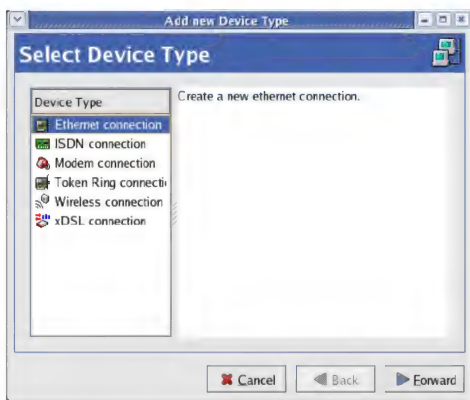 Add new Device Type
Select Device Type
Device Type
Ethernet connection
ISDN connection
Modem connection
Token Ring connecti
Wireless connection
xDSL connection
Create a new ethernet connection.
Cancel
Back
Forward